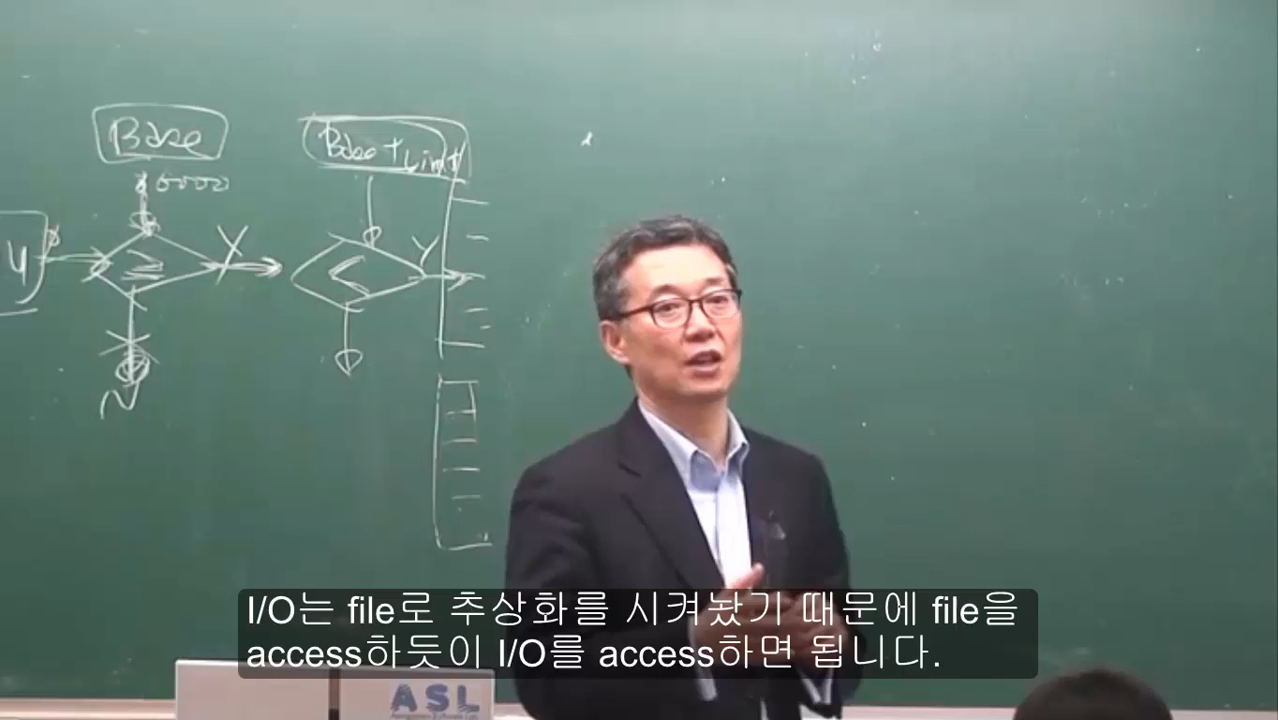 Base
Base + Limit
y
≥
X
<
Y
N
I/O는 file로 추상화를 시켜놨기 때문에 file을
access하듯이 I/O를 access하면 됩니다.
ASL